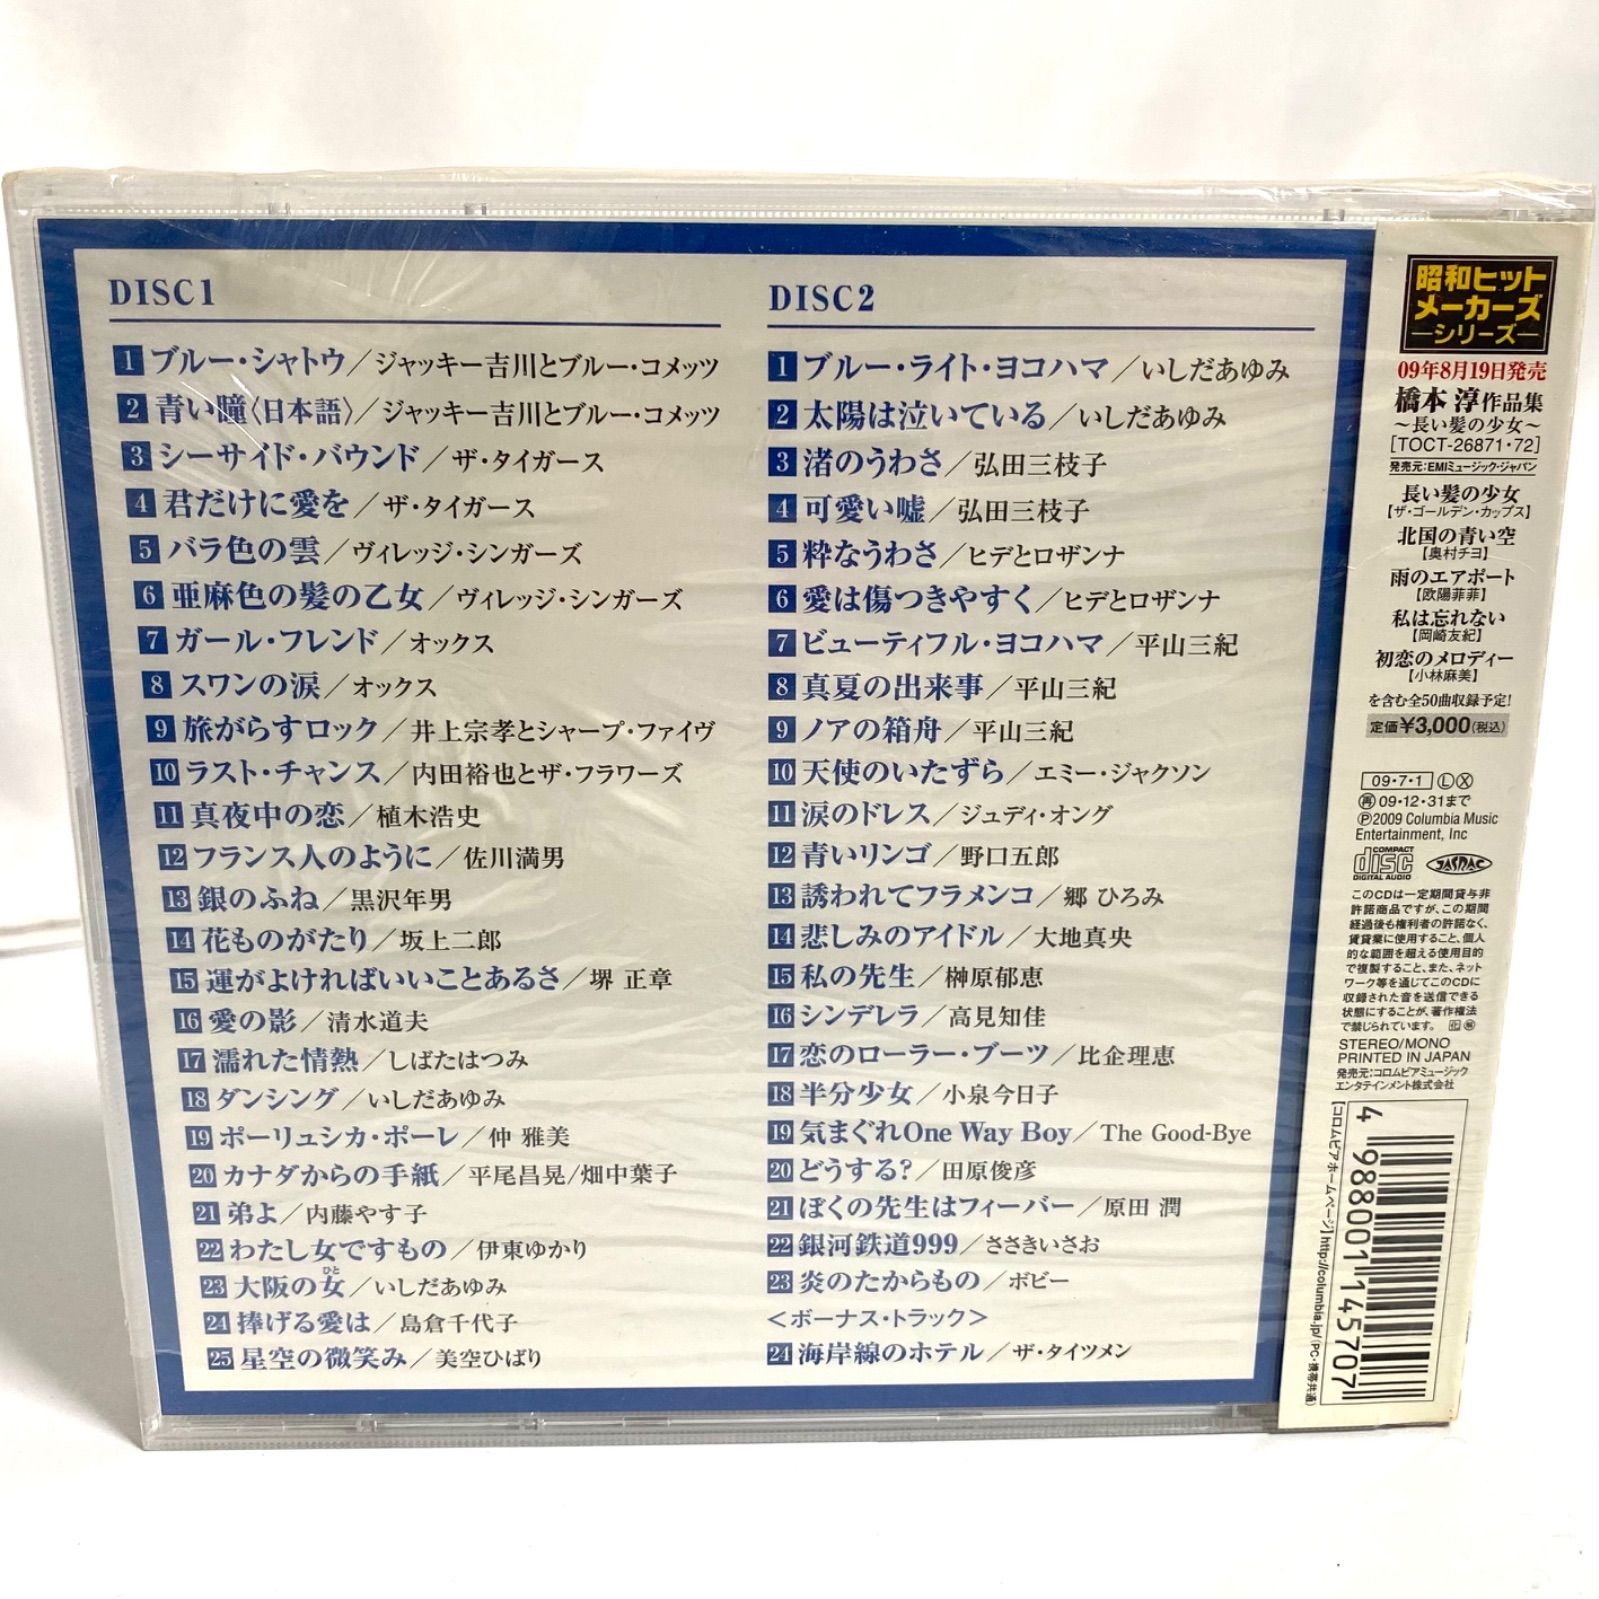 DISC1
1 ブルー・シャトウ／ジャッキー吉川とブルー・コメッツ
2 青い瞳〈日本語〉／ジャッキー吉川とブルー・コメッツ
3 シーサイド・バウンド／ザ・タイガース
4 君だけに愛を／ザ・タイガース
5 バラ色の雲／ヴィレッジ・シンガーズ
6 亜麻色の髪の乙女／ヴィレッジ・シンガーズ
7 ガール・フレンド／オックス
8 スワンの涙／オックス
9 旅がらすロック／井上宗孝とシャープ・ファイヴ
10 ラスト・チャンス／内田裕也とザ・フラワーズ
11 真夜中の恋／植木浩史
12 フランス人のように／佐川満男
13 銀のふね／黒沢年男
14 花ものがたり／坂上二郎
15 運がよければいいことあるさ／堺 正章
16 愛の影／清水道夫
17 濡れた情熱／しばたはつみ
18 ダンシング／いしだあゆみ
19 ポーリュシカ・ポーレ／仲 雅美
20 カナダからの手紙／平尾昌晃/畑中葉子
21 弟よ／内藤やす子
22 わたし女ですもの／伊東ゆかり
ひと
23 大阪の女／いしだあゆみ
24 捧げる愛は／島倉千代子
25 星空の微笑み／美空ひばり
DISC2
1 ブルー・ライト・ヨコハマ／いしだあゆみ
2 太陽は泣いている／いしだあゆみ
3 渚のうわさ／弘田三枝子
4 可愛い嘘／弘田三枝子
5 粋なうわさ／ヒデとロザンナ
6 愛は傷つきやすく／ヒデとロザンナ
7 ビューティフル・ヨコハマ／平山三紀
8 真夏の出来事／平山三紀
9 ノアの箱舟／平山三紀
10 天使のいたずら／エミー・ジャクソン
11 涙のドレス／ジュディ・オング
12 青いリンゴ／野口五郎
13 誘われてフラメンコ／郷 ひろみ
14 悲しみのアイドル／大地真央
15 私の先生／榊原郁恵
16 シンデレラ／高見知佳
17 恋のローラー・ブーツ／比企理恵
18 半分少女／小泉今日子
19 気まぐれOne Way Boy／The Good-Bye
20 どうする?／田原俊彦
21 ぼくの先生はフィーバー／原田 潤
22 銀河鉄道999／ささきいさお
23 炎のたからもの／ボビー
＜ボーナス・トラック＞
24 海岸線のホテル／ザ・タイツメン
昭和ヒット
メーカーズ
―シリーズ―
09年8月19日発売
橋本 淳作品集
～長い髪の少女～
[TOCT-26871・72]
発売元：EMIミュージック・ジャパン
長い髪の少女
【ザ・ゴールデン・カップス】
北国の青い空
【奥村チヨ】
雨のエアポート
【欧陽菲菲】
私は忘れない
【岡崎友紀】
初恋のメロディー
【小林麻美】
を含む全50曲収録予定!
定価¥3,000(税込)
09・7・1 Ⓛ Ⓧ
㊢09・12・31まで
Ⓟ2009 Columbia Music
Entertainment, Inc
COMPACT
disc
DIGITAL AUDIO
JASRAC
このCDは一定期間貸与非
許諾商品ですが、この期間
経過後も権利者の許諾なく、
賃貸業に使用すること、個人
的な範囲を超える使用目的
で複製すること、また、ネット
ワーク等を通じてこのCDに
収録された音を送信できる
状態にすることが、著作権法
で禁じられています。
STEREO/MONO
PRINTED IN JAPAN
発売元：コロムビアミュージック
エンタテインメント株式会社
【コロムビアホームページ】http://columbia.jp/(PC・携帯共通)
4 988001 145707